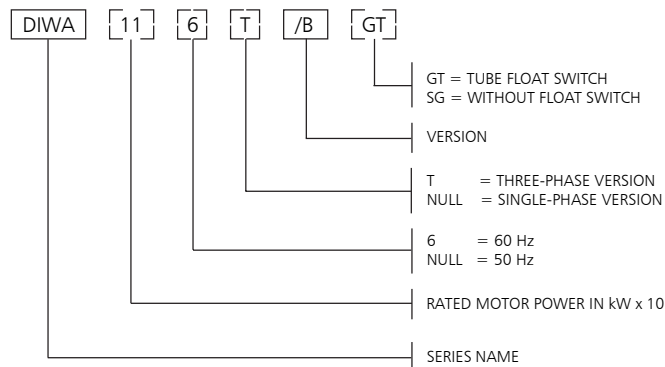 DIWA 11 6 T /B GT
GT = TUBE FLOAT SWITCH
SG = WITHOUT FLOAT SWITCH
VERSION
T = THREE-PHASE VERSION
NULL = SINGLE-PHASE VERSION
6 = 60 Hz
NULL = 50 Hz
RATED MOTOR POWER IN kW x 10
SERIES NAME